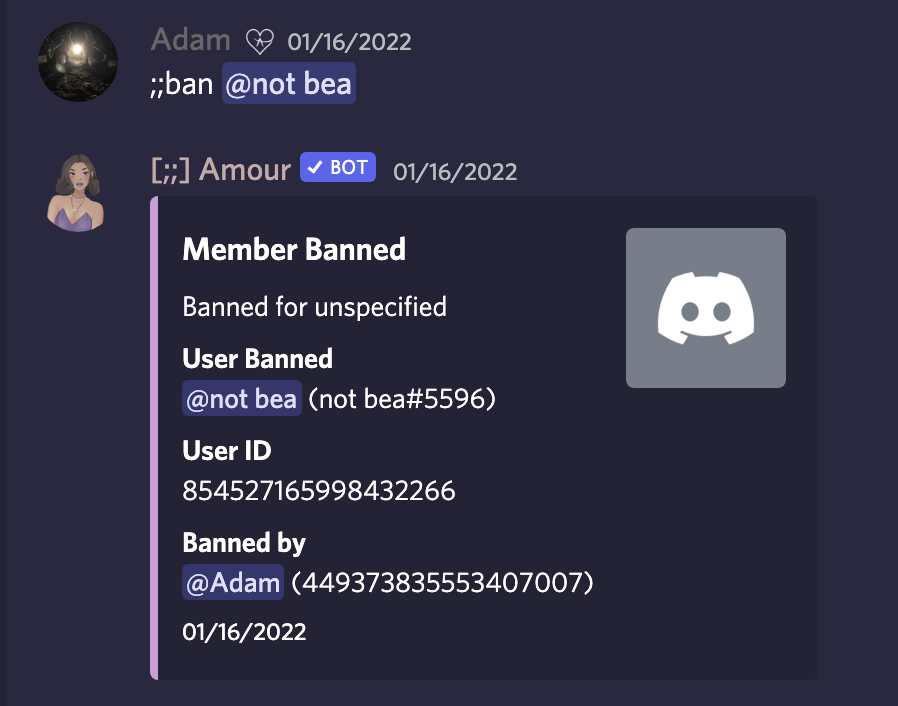 Adam 01/16/2022
;;ban @not bea
[;;] Amour ✓ BOT 01/16/2022
Member Banned
Banned for unspecified
User Banned
@not bea (not bea#5596)
User ID
854527165998432266
Banned by
@Adam (449373835553407007)
01/16/2022